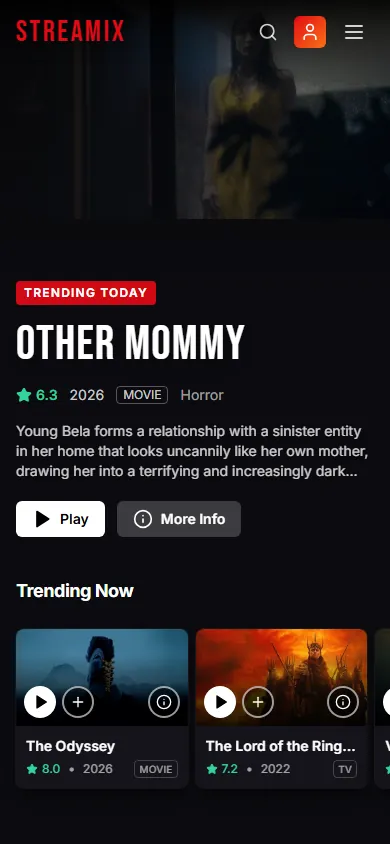 STREAMIX
TRENDING TODAY
OTHER MOMMY
6.3 2026 MOVIE Horror
Young Bela forms a relationship with a sinister entity
in her home that looks uncannily like her own mother,
drawing her into a terrifying and increasingly dark...
Play More Info
Trending Now
The Odyssey
8.0 • 2026 MOVIE
The Lord of the Ring...
7.2 • 2022 TV